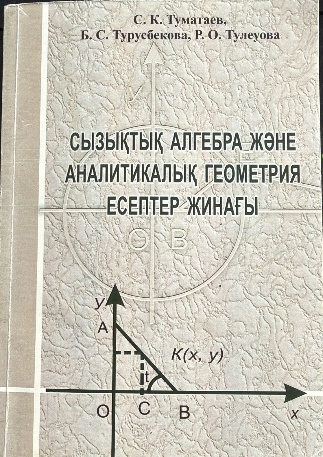 С. К. Туматаев,
Б. С. Турусбекова, Р. О. Тулеуова
СЫЗЫҚТЫҚ АЛГЕБРА ЖӘНЕ
АНАЛИТИКАЛЫҚ ГЕОМЕТРИЯ
ЕСЕПТЕР ЖИНАҒЫ
B
y
A
K(x, y)
t
O
C
B
x